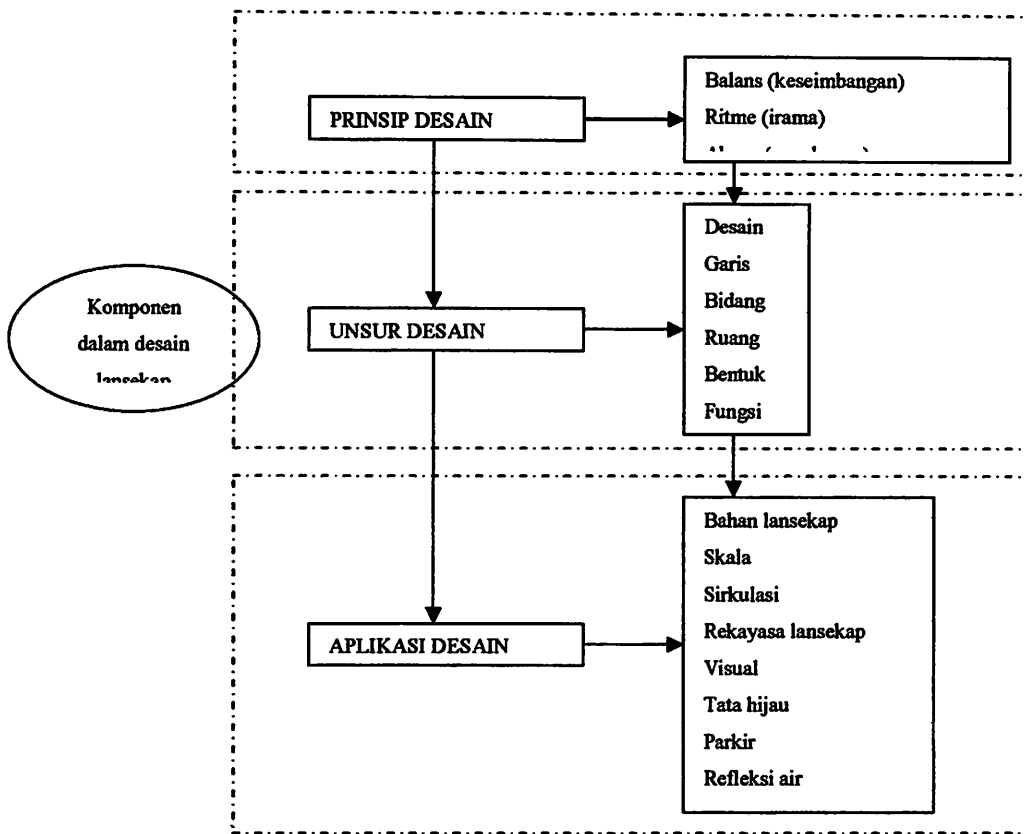 Komponen
dalam desain
lansekap
PRINSIP DESAIN
Balans (keseimbangan)
Ritme (irama)
UNSUR DESAIN
Desain
Garis
Bidang
Ruang
Bentuk
Fungsi
APLIKASI DESAIN
Bahan lansekap
Skala
Sirkulasi
Rekayasa lansekap
Visual
Tata hijau
Parkir
Refleksi air